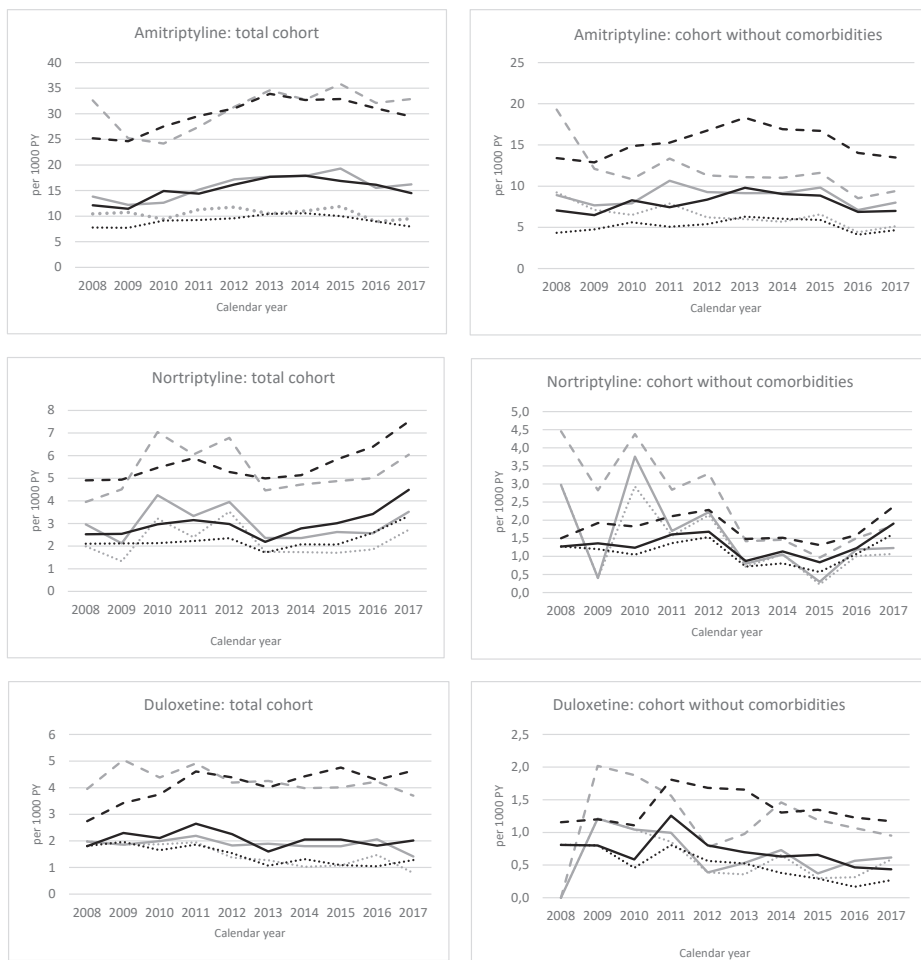 Amitriptyline: total cohort
per 1000 PY
40
35
30
25
20
15
10
5
0
2008 2009 2010 2011 2012 2013 2014 2015 2016 2017
Calendar year
Amitriptyline: cohort without comorbidities
per 1000 PY
25
20
15
10
5
0
2008 2009 2010 2011 2012 2013 2014 2015 2016 2017
Calendar year
Nortriptyline: total cohort
per 1000 PY
8
7
6
5
4
3
2
1
0
2008 2009 2010 2011 2012 2013 2014 2015 2016 2017
Calendar year
Nortriptyline: cohort without comorbidities
per 1000 PY
5,0
4,5
4,0
3,5
3,0
2,5
2,0
1,5
1,0
0,5
0,0
2008 2009 2010 2011 2012 2013 2014 2015 2016 2017
Calendar year
Duloxetine: total cohort
per 1000 PY
6
5
4
3
2
1
0
2008 2009 2010 2011 2012 2013 2014 2015 2016 2017
Calendar year
Duloxetine: cohort without comorbidities
per 1000 PY
2,5
2,0
1,5
1,0
0,5
0,0
2008 2009 2010 2011 2012 2013 2014 2015 2016 2017
Calendar year